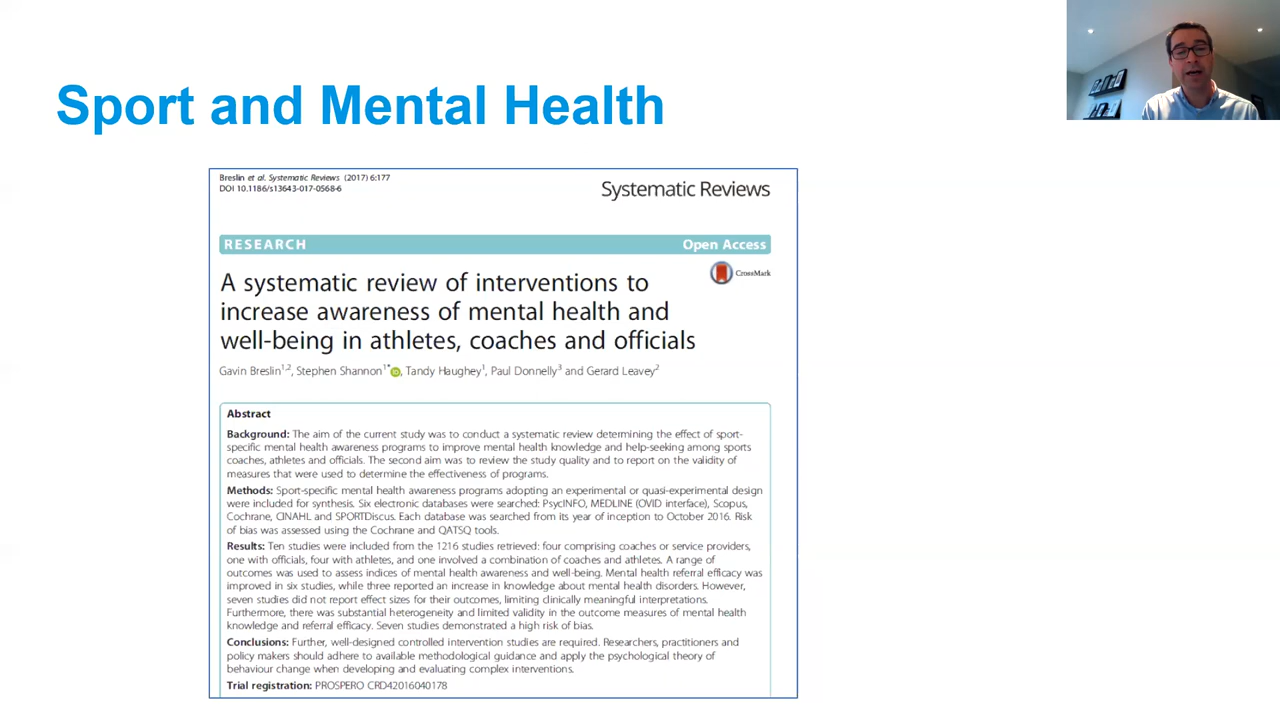 Sport and Mental Health
Breslin et al. Systematic Reviews (2017) 6:177
DOI 10.1186/s13643-017-0568-6
Systematic Reviews
RESEARCH
Open Access
CrossMark
A systematic review of interventions to
increase awareness of mental health and
well-being in athletes, coaches and officials
Gavin Breslin1,2, Stephen Shannon1*, Tandy Haughey1, Paul Donnelly3 and Gerard Leavey2
Abstract
Background: The aim of the current study was to conduct a systematic review determining the effect of sport-
specific mental health awareness programs to improve mental health knowledge and help-seeking among sports
coaches, athletes and officials. The second aim was to review the study quality and to report on the validity of
measures that were used to determine the effectiveness of programs.
Methods: Sport-specific mental health awareness programs adopting an experimental or quasi-experimental design
were included for synthesis. Six electronic databases were searched: PsycINFO, MEDLINE (OVID interface), Scopus,
Cochrane, CINAHL and SPORTDiscus. Each database was searched from its year of inception to October 2016. Risk
of bias was assessed using the Cochrane and QATSQ tools.
Results: Ten studies were included from the 1216 studies retrieved: four comprising coaches or service providers,
one with officials, four with athletes, and one involved a combination of coaches and athletes. A range of
outcomes was used to assess indices of mental health awareness and well-being. Mental health referral efficacy was
improved in six studies, while three reported an increase in knowledge about mental health disorders. However,
seven studies did not report effect sizes for their outcomes, limiting clinically meaningful interpretations.
Furthermore, there was substantial heterogeneity and limited validity in the outcome measures of mental health
knowledge and referral efficacy. Seven studies demonstrated a high risk of bias.
Conclusions: Further, well-designed controlled intervention studies are required. Researchers, practitioners and
policy makers should adhere to available methodological guidance and apply the psychological theory of
behaviour change when developing and evaluating complex interventions.
Trial registration: PROSPERO CRD42016040178